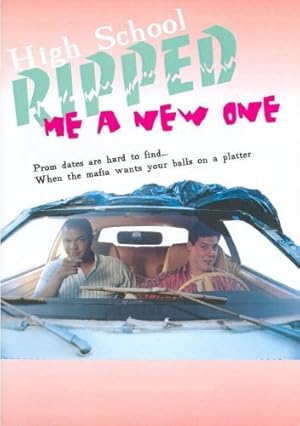 High School
RIPPED
ME A NEW ONE
Prom dates are hard to find...
When the mafia wants your balls on a platter